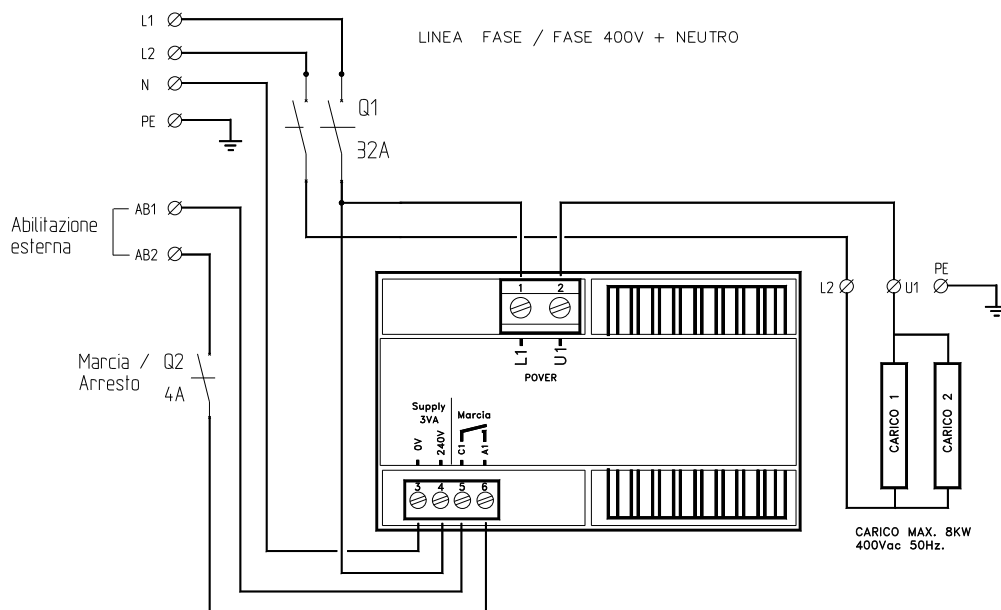 L1
LINEA FASE / FASE 400V + NEUTRO
L2
N
Q1
PE
32A
AB1
Abilitazione
esterna
AB2
PE
L2
U1
1 2
L1
U1
POVER
Marcia /
Arresto
Q2
4A
Supply
3VA
Marcia
0V
240V
C1
A1
CARICO 1
CARICO 2
3 4 5 6
CARICO MAX. 8KW
400Vac 50Hz.